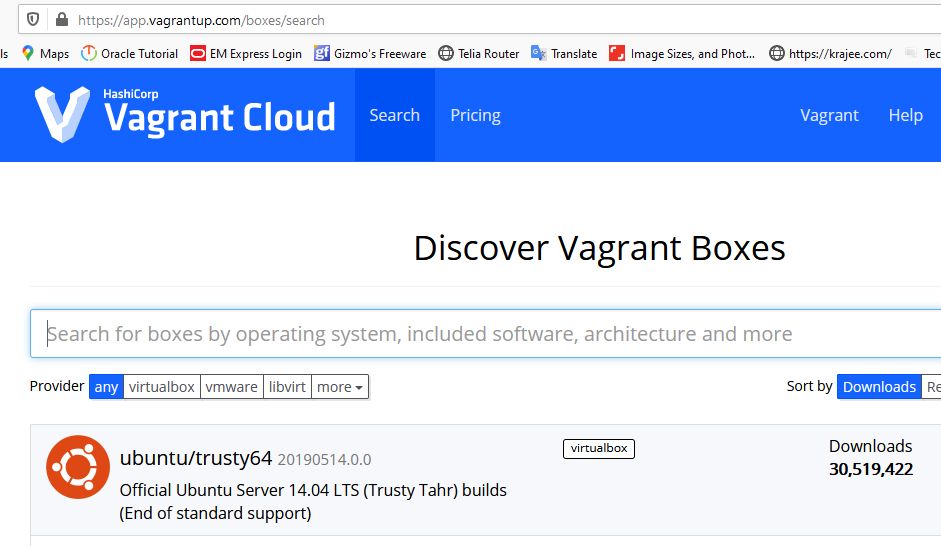 https://app.vagrantup.com/boxes/search
ls Maps Oracle Tutorial EM Express Login gf Gizmo's Freeware Telia Router Translate Image Sizes, and Phot... https://krajee.com/ Tec
HashiCorp
Vagrant Cloud Search Pricing Vagrant Help
Discover Vagrant Boxes
Search for boxes by operating system, included software, architecture and more
Provider any virtualbox vmware libvirt more Sort by Downloads Re
ubuntu/trusty64 20190514.0.0 virtualbox Downloads
30,519,422
Official Ubuntu Server 14.04 LTS (Trusty Tahr) builds
(End of standard support)